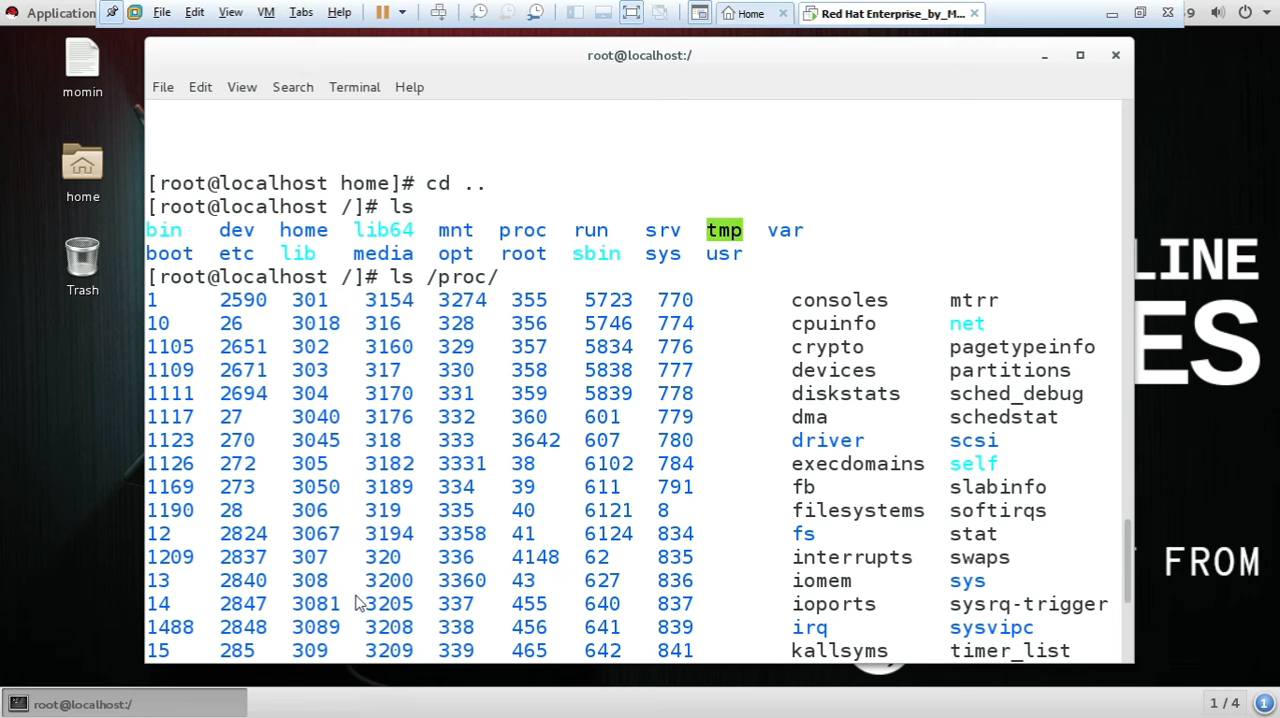 Application File Edit View VM Tabs Help Home Red Hat Enterprise_by_M... 9
root@localhost:/
File Edit View Search Terminal Help
momin
home
Trash
[root@localhost home]# cd ..
[root@localhost /]# ls
bin dev home lib64 mnt proc run srv tmp var
boot etc lib media opt root sbin sys usr
[root@localhost /]# ls /proc/
1 2590 301 3154 3274 355 5723 770 consoles mtrr
10 26 3018 316 328 356 5746 774 cpuinfo net
1105 2651 302 3160 329 357 5834 776 crypto pagetypeinfo
1109 2671 303 317 330 358 5838 777 devices partitions
1111 2694 304 3170 331 359 5839 778 diskstats sched_debug
1117 27 3040 3176 332 360 601 779 dma schedstat
1123 270 3045 318 333 3642 607 780 driver scsi
1126 272 305 3182 3331 38 6102 784 execdomains self
1169 273 3050 3189 334 39 611 791 fb slabinfo
1190 28 306 319 335 40 6121 8 filesystems softirqs
12 2824 3067 3194 3358 41 6124 834 fs stat
1209 2837 307 320 336 4148 62 835 interrupts swaps
13 2840 308 3200 3360 43 627 836 iomem sys
14 2847 3081 3205 337 455 640 837 ioports sysrq-trigger
1488 2848 3089 3208 338 456 641 839 irq sysvipc
15 285 309 3209 339 465 642 841 kallsyms timer_list
LINE
ES
FROM
root@localhost:/ 1 / 4 1